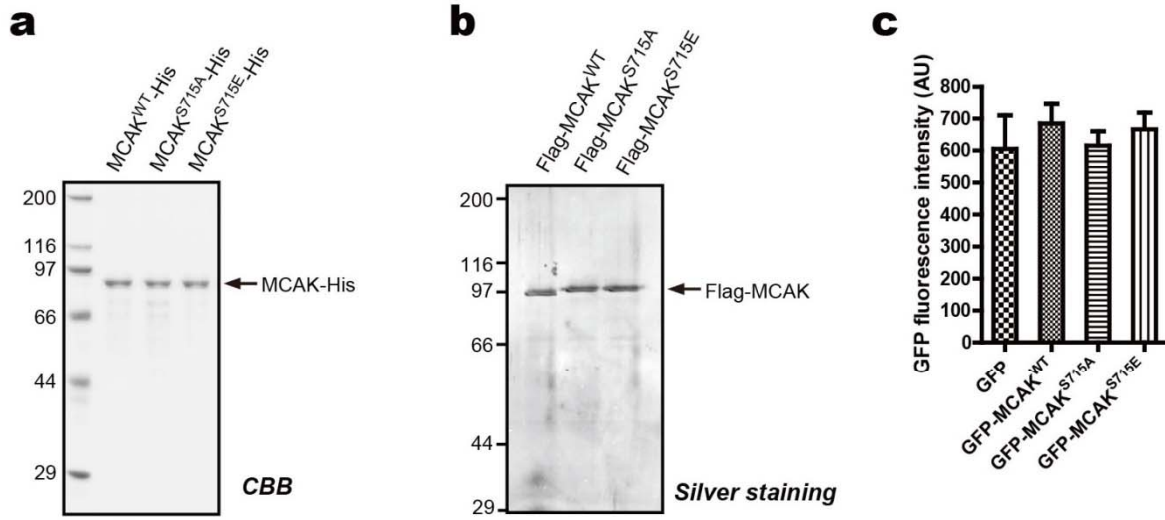 a
MCAK^WT-His
MCAK^S715A-His
MCAK^S715E-His
200
116
97
66
44
29
MCAK-His
CBB
b
Flag-MCAK^WT
Flag-MCAK^S715A
Flag-MCAK^S715E
200
116
97
66
44
29
Flag-MCAK
Silver staining
c
GFP fluorescence intensity (AU)
800
700
600
500
400
300
200
100
0
GFP
GFP-MCAK^WT
GFP-MCAK^S715A
GFP-MCAK^S715E